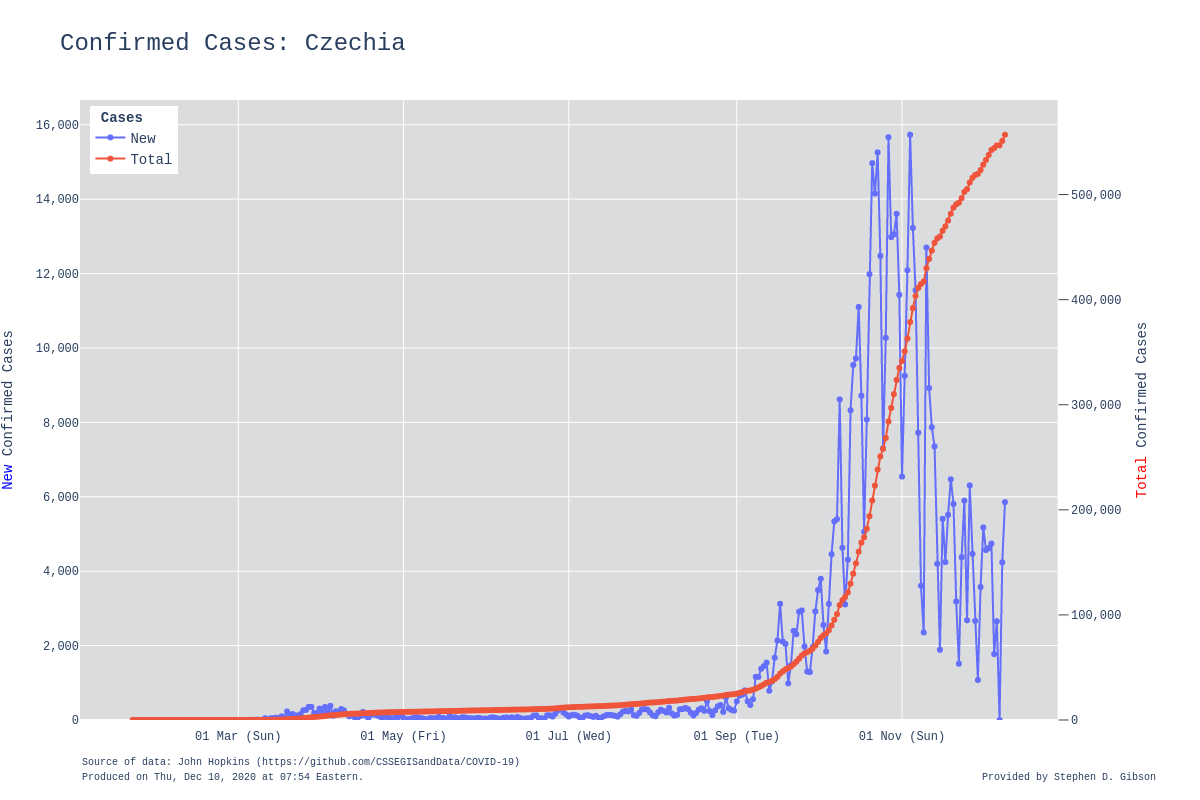 Confirmed Cases: Czechia
Cases
New
Total
16,000
14,000
12,000
10,000
8,000
6,000
4,000
2,000
0
New Confirmed Cases
500,000
400,000
300,000
200,000
100,000
0
Total Confirmed Cases
01 Mar (Sun) 01 May (Fri) 01 Jul (Wed) 01 Sep (Tue) 01 Nov (Sun)
Source of data: John Hopkins (https://github.com/CSSEGISandData/COVID-19)
Produced on Thu, Dec 10, 2020 at 07:54 Eastern.
Provided by Stephen D. Gibson